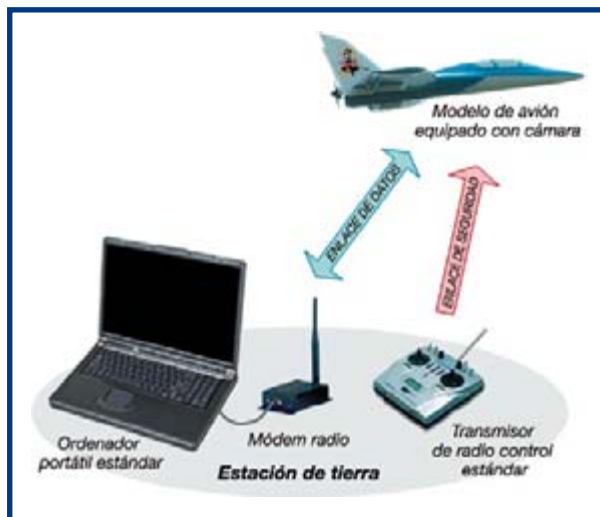 Modelo de avión
equipado con cámara
ENLACE DE DATOS
ENLACE DE SEGURIDAD
Ordenador
portátil estándar
Módem radio
Transmisor
de radio control
estándar
Estación de tierra